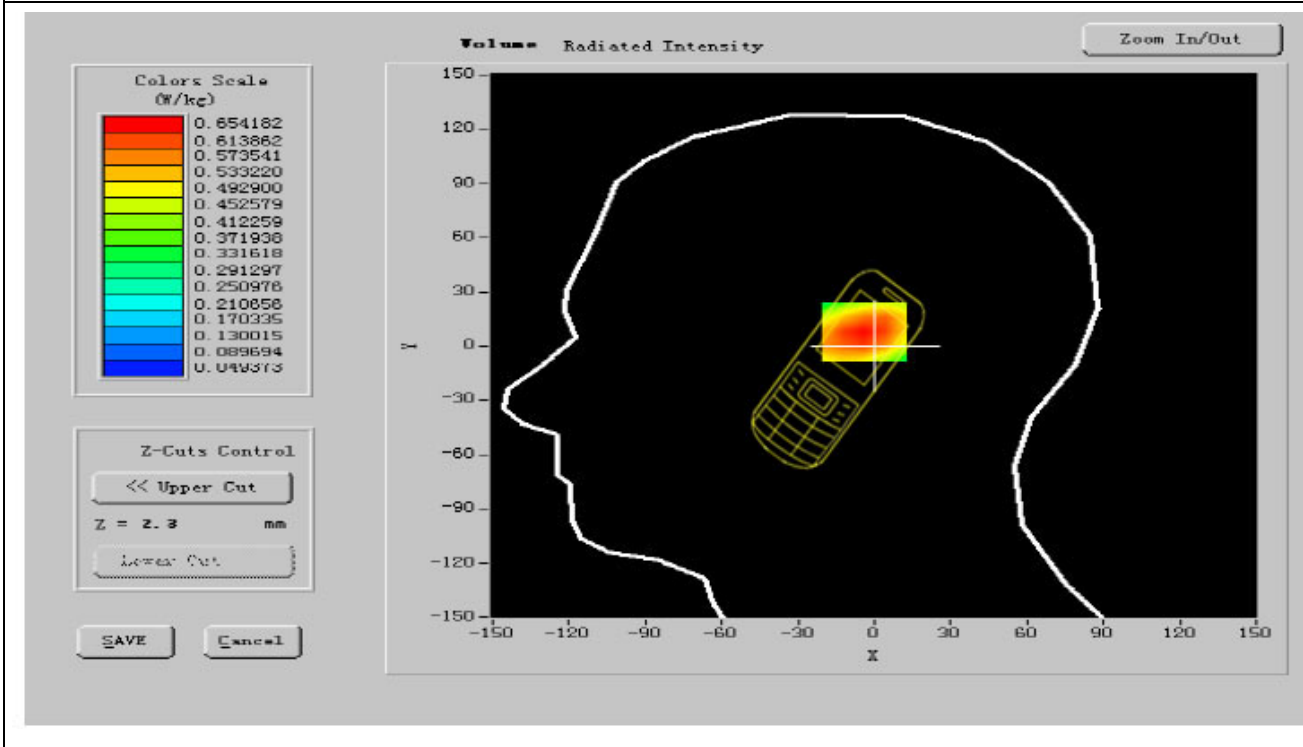 Volume Radiated Intensity
Zoom In/Out
Colors Scale
(W/kg)
0.654182
0.613862
0.573541
0.533220
0.492900
0.452579
0.412259
0.371938
0.331618
0.291297
0.250976
0.210656
0.170335
0.130015
0.089694
0.049373
Z-Cuts Control
<< Upper Cut
Z = 2.3 mm
Lower Cut
SAVE
Cancel
150
120
90
60
30
0
-30
-60
-90
-120
-150
Y
-150 -120 -90 -60 -30 0 30 60 90 120 150
X